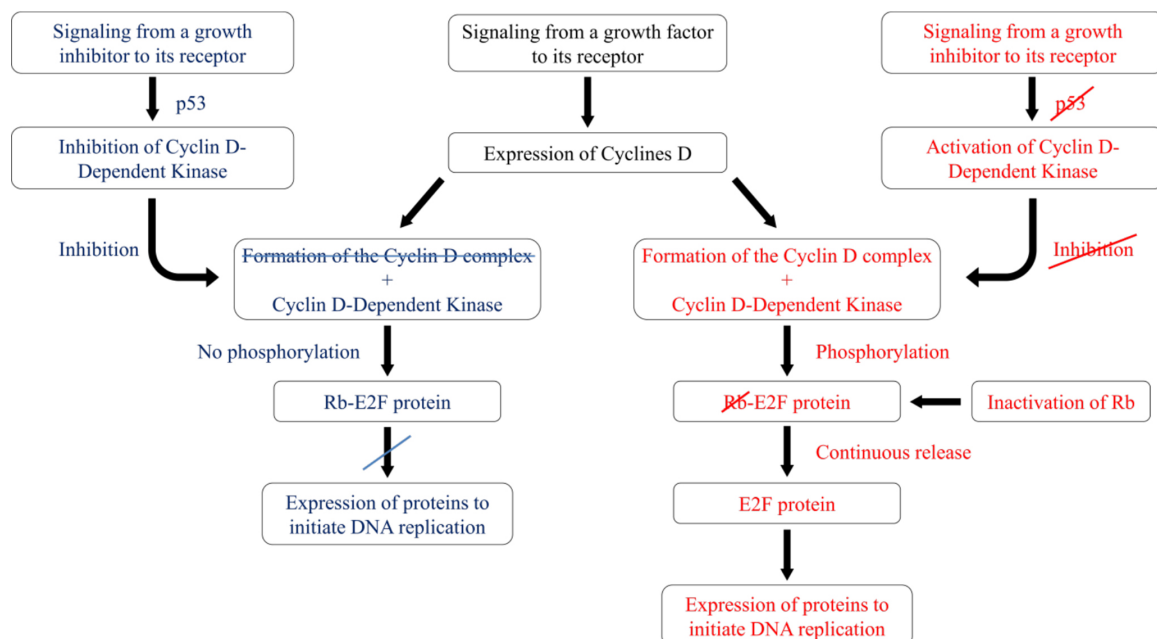 Signaling from a growth
inhibitor to its receptor
Signaling from a growth factor
to its receptor
Signaling from a growth
inhibitor to its receptor
p53
p53
Inhibition of Cyclin D-
Dependent Kinase
Expression of Cyclines D
Activation of Cyclin D-
Dependent Kinase
Inhibition
Formation of the Cyclin D complex
+
Cyclin D-Dependent Kinase
Formation of the Cyclin D complex
+
Cyclin D-Dependent Kinase
Inhibition
No phosphorylation
Phosphorylation
Rb-E2F protein
Rb-E2F protein
Inactivation of Rb
Continuous release
Expression of proteins to
initiate DNA replication
E2F protein
Expression of proteins to
initiate DNA replication